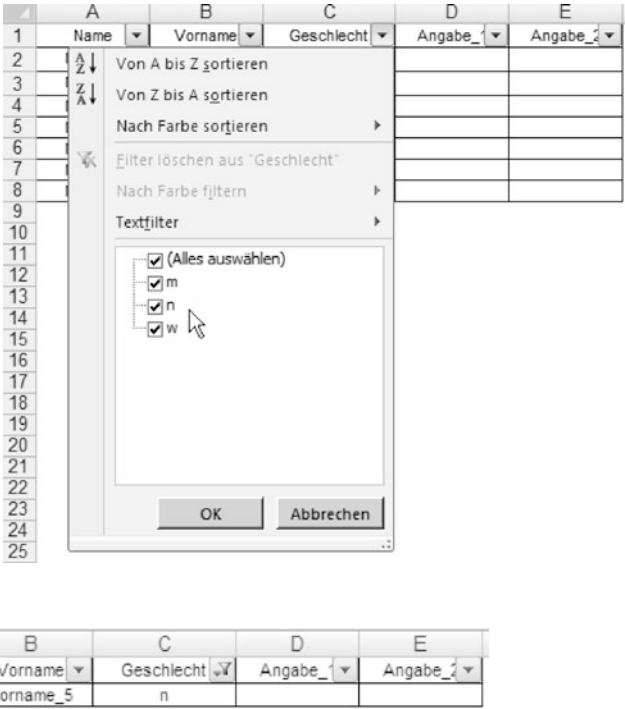 A B C D E
1 Name Vorname Geschlecht Angabe_1 Angabe_2
2 Von A bis Z sortieren
3 Von Z bis A sortieren
4
5 Nach Farbe sortieren
6 Filter löschen aus "Geschlecht"
7
8 Nach Farbe filtern
9 Textfilter
10
11 (Alles auswählen)
12 m
13 n
14 w
15
16
17
18
19
20
21
22
23 OK Abbrechen
24
25
B C D E
Vorname Geschlecht Angabe_1 Angabe_2
orname_5 n